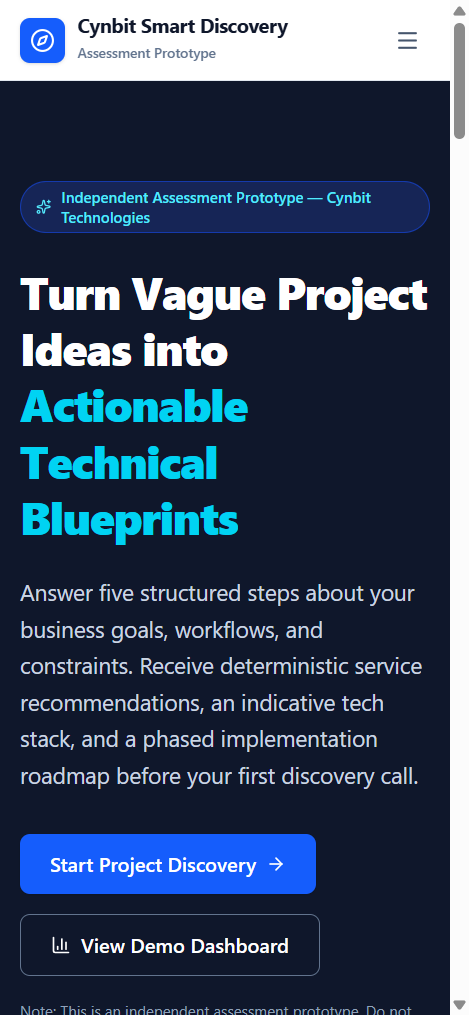 Cynbit Smart Discovery
Assessment Prototype
Independent Assessment Prototype — Cynbit
Technologies
Turn Vague Project
Ideas into
Actionable
Technical
Blueprints
Answer five structured steps about your
business goals, workflows, and
constraints. Receive deterministic service
recommendations, an indicative tech
stack, and a phased implementation
roadmap before your first discovery call.
Start Project Discovery
View Demo Dashboard
Note: This is an independent assessment prototype. Do not